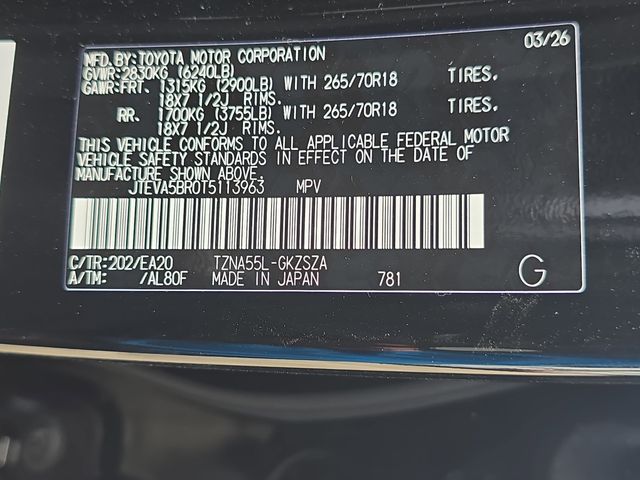 03/26
MFD. BY: TOYOTA MOTOR CORPORATION
GVWR: 2830KG (6240LB)
GAWR: FRT. 1315KG (2900LB) WITH 265/70R18 TIRES.
18X7 1/2J RIMS.
RR. 1700KG (3755LB) WITH 265/70R18 TIRES.
18X7 1/2J RIMS.
THIS VEHICLE CONFORMS TO ALL APPLICABLE FEDERAL MOTOR
VEHICLE SAFETY STANDARDS IN EFFECT ON THE DATE OF
MANUFACTURE SHOWN ABOVE.
JTEVA5BR0T5113963 MPV
C/TR: 202/EA20 TZNA55L-GKZSZA
A/TM: /AL80F MADE IN JAPAN 781 G